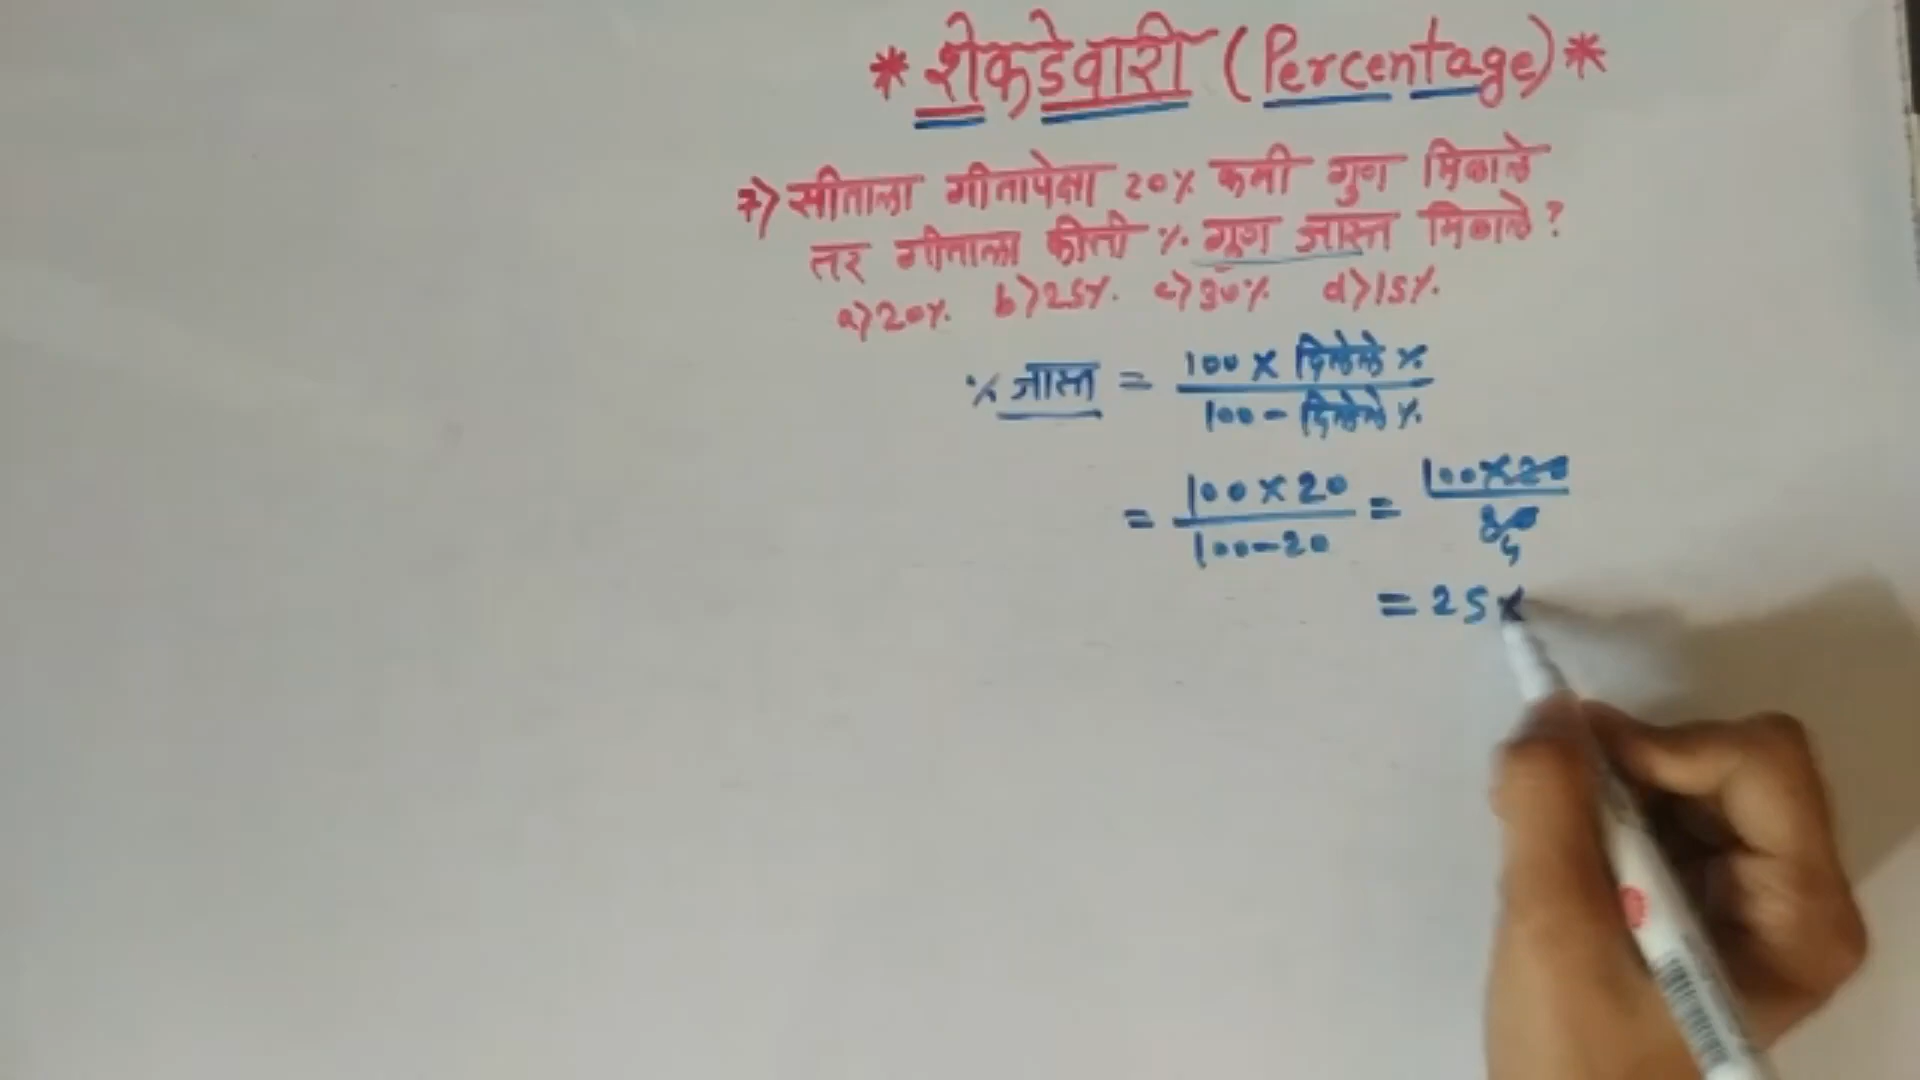 * शेकडेवारी (Percentage) *
7) सीताला गीतापेक्षा 20% कमी गुण मिळाले
तर गीताला कीती % गुण जास्त मिळाले?
a) 20% b) 25% c) 30% d) 15%
% जास्त = 100 × दिलेले % / 100 - दिलेले %
= 100 × 20 / 100 - 20 = 100 × 20 / 80 4
= 25%